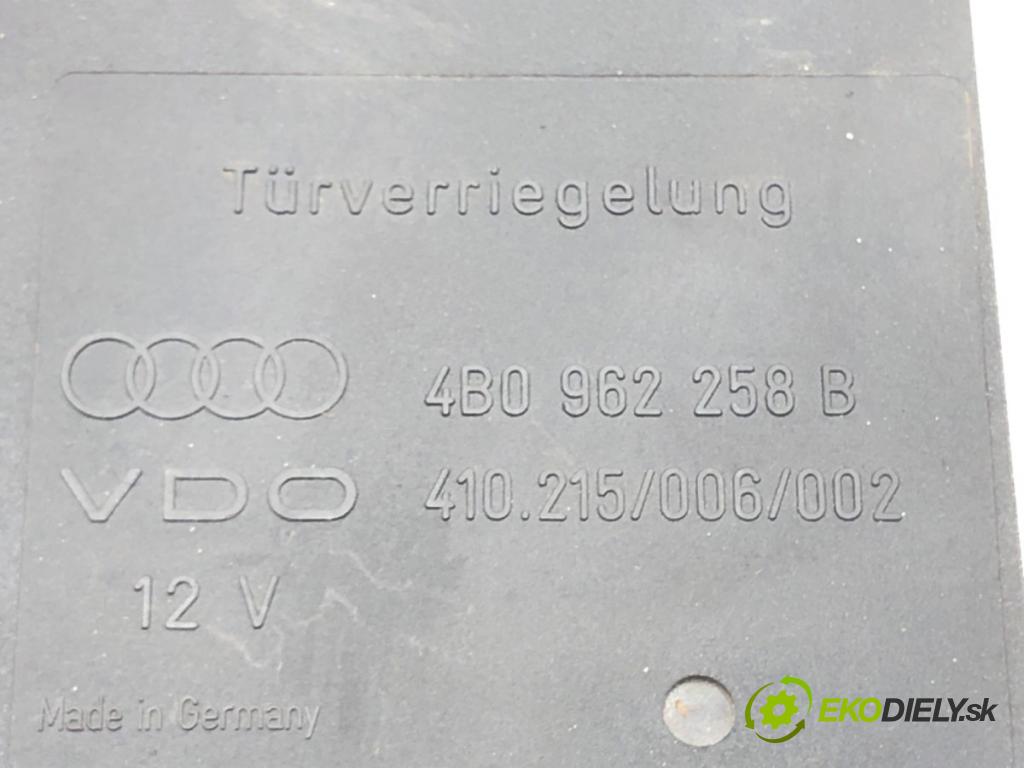 Türverriegelung
4B0 962 258 B
VDO 410.215/006/002
12 V
Made in Germany
EKODIELY.sk